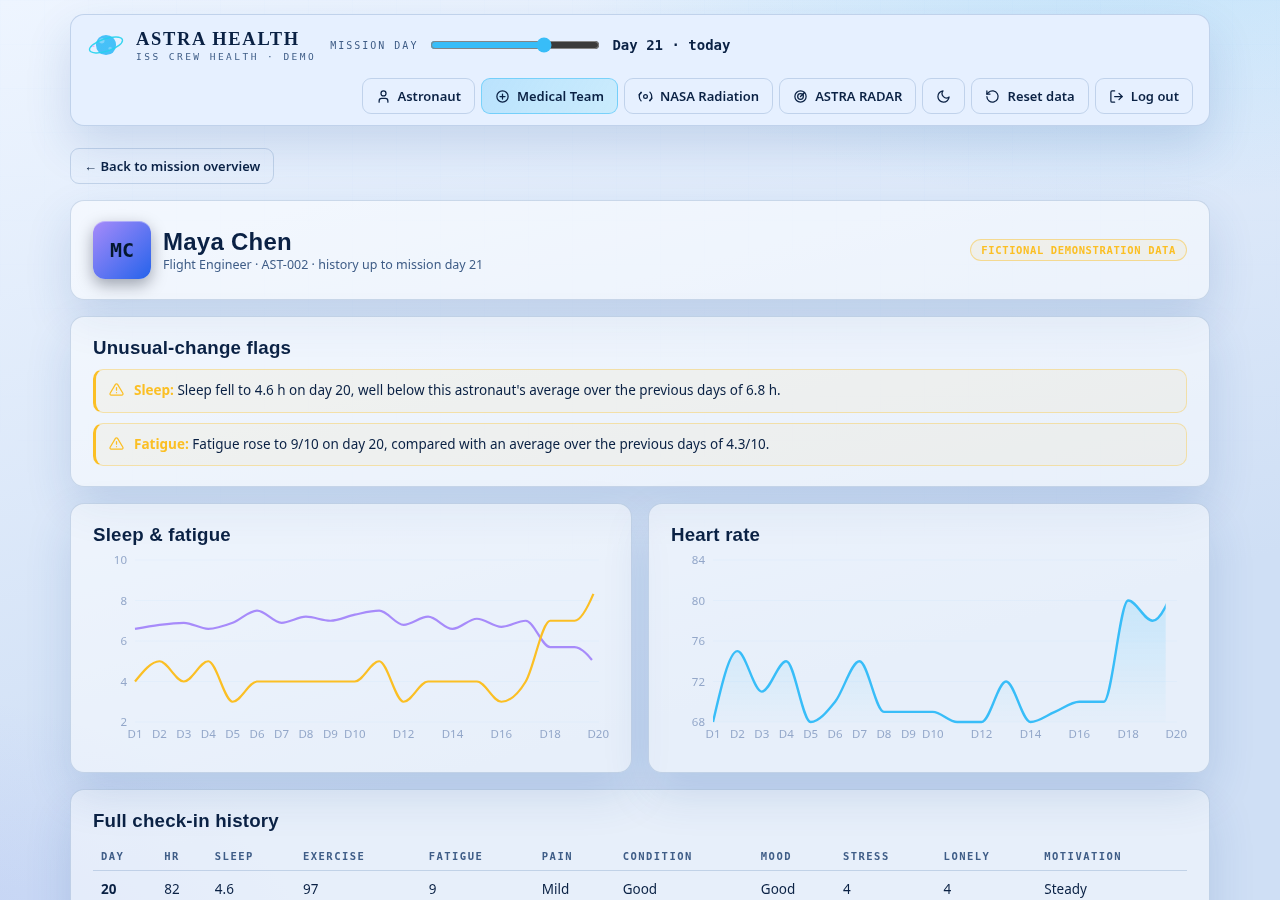 ASTRA HEALTH
ISS CREW HEALTH · DEMO
MISSION DAY
Day 21 · today
Astronaut
Medical Team
NASA Radiation
ASTRA RADAR
Reset data
Log out
← Back to mission overview
MC
Maya Chen
Flight Engineer · AST-002 · history up to mission day 21
FICTIONAL DEMONSTRATION DATA
Unusual-change flags
Sleep: Sleep fell to 4.6 h on day 20, well below this astronaut's average over the previous days of 6.8 h.
Fatigue: Fatigue rose to 9/10 on day 20, compared with an average over the previous days of 4.3/10.
Sleep & fatigue
10
8
6
4
2
D1 D2 D3 D4 D5 D6 D7 D8 D9 D10 D12 D14 D16 D18 D20
Heart rate
84
80
76
72
68
D1 D2 D3 D4 D5 D6 D7 D8 D9 D10 D12 D14 D16 D18 D20
Full check-in history
DAY HR SLEEP EXERCISE FATIGUE PAIN CONDITION MOOD STRESS LONELY MOTIVATION
20 82 4.6 97 9 Mild Good Good 4 4 Steady